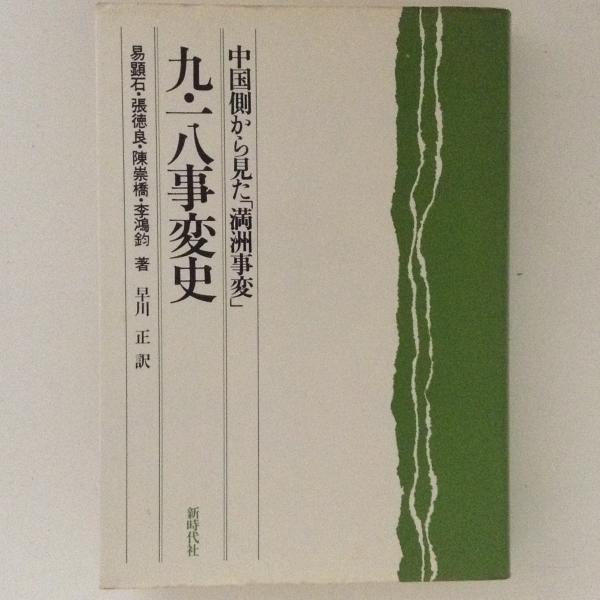 中国側から見た「満洲事変」
九・一八事変史
易顕石・張徳良・陳崇橋・李鴻鈞 著
早川 正 訳
新時代社